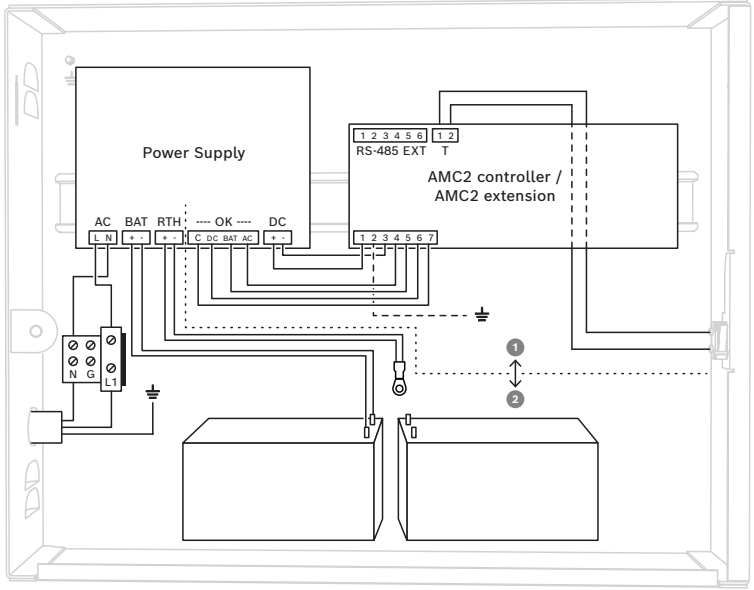 1 2 3 4 5 6 1 2
RS-485 EXT T
Power Supply
AMC2 controller /
AMC2 extension
AC BAT RTH ---- OK ---- DC
L N + - + - C DC BAT AC + - 1 2 3 4 5 6 7
1
N G L1
2